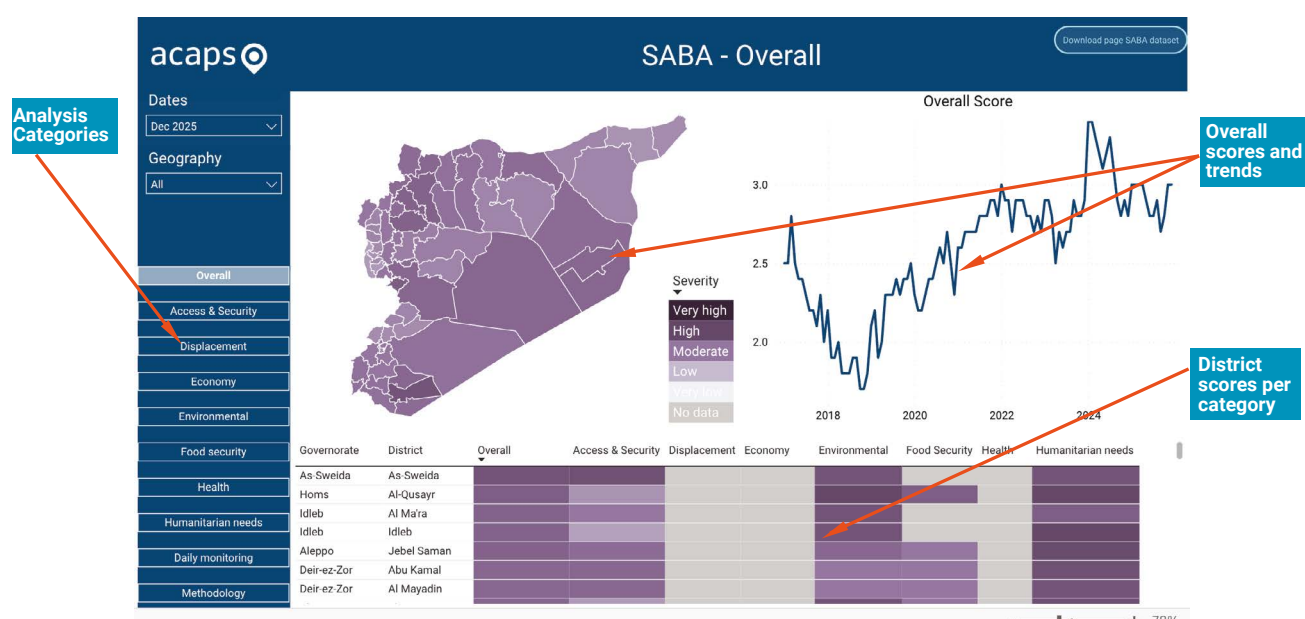 acaps
SABA - Overall
Download page SABA dataset
Dates
Dec 2025
Geography
All
Analysis
Categories
Overall
Access & Security
Displacement
Economy
Environmental
Food security
Health
Humanitarian needs
Daily monitoring
Methodology
Severity
Very high
High
Moderate
Low
Very low
No data
Overall Score
3.0
2.5
2.0
2018 2020 2022 2024
Overall
scores and
trends
District
scores per
category
Governorate District Overall Access & Security Displacement Economy Environmental Food Security Health Humanitarian needs
As-Sweida As-Sweida
Homs Al-Qusayr
Idleb Al Ma'ra
Idleb Idleb
Aleppo Jebel Saman
Deir-ez-Zor Abu Kamal
Deir-ez-Zor Al Mayadin